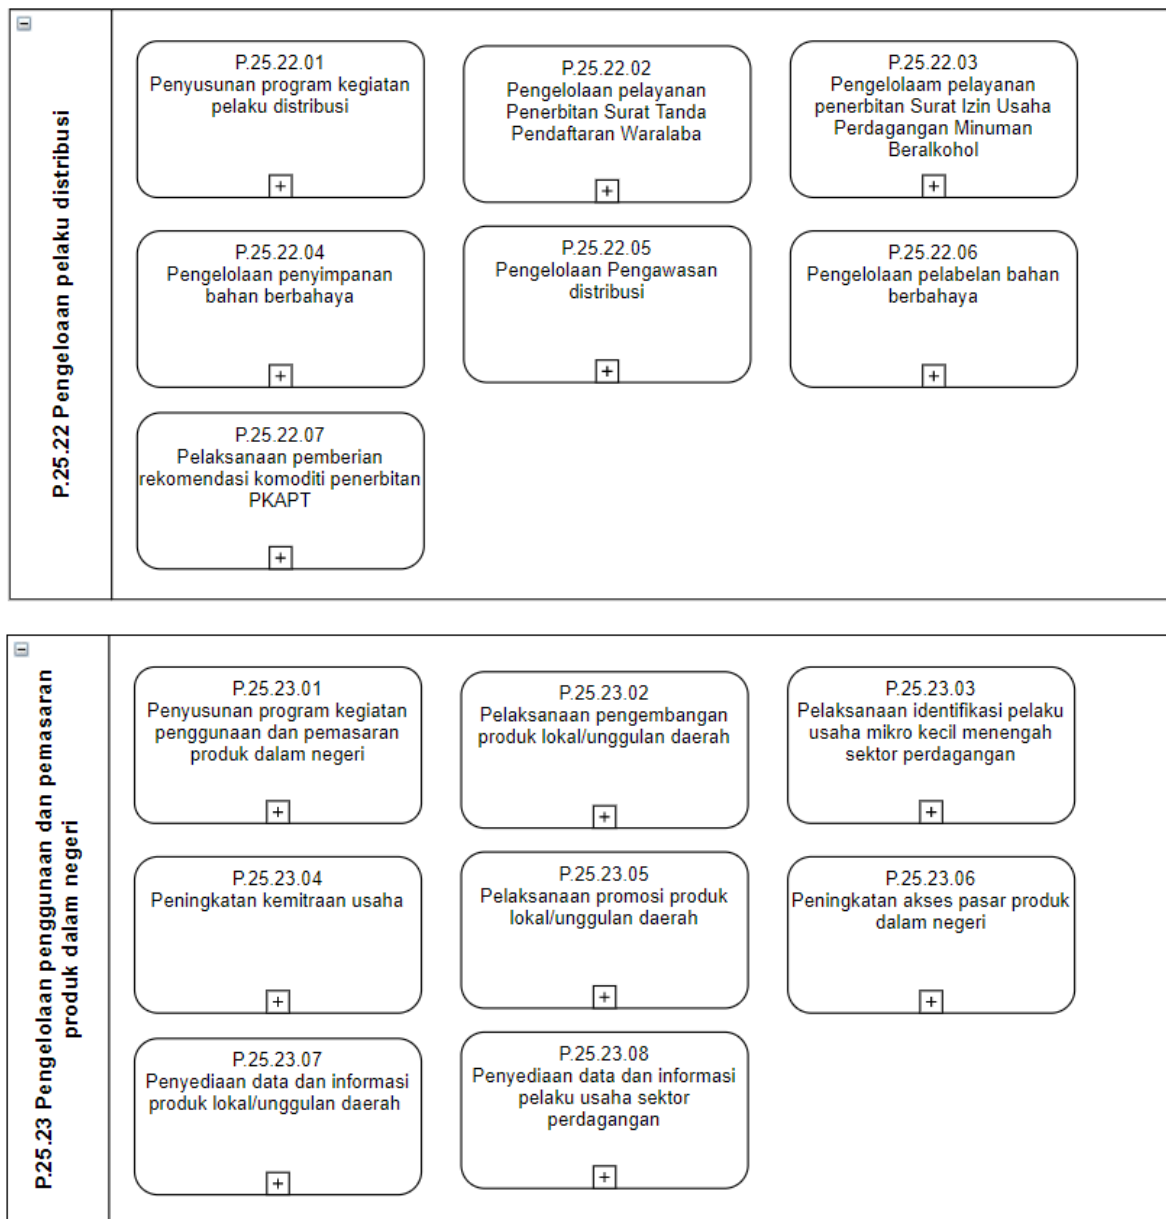 P.25.22 Pengeloaan pelaku distribusi
P.25.22.01
Penyusunan program kegiatan
pelaku distribusi
P.25.22.02
Pengelolaan pelayanan
Penerbitan Surat Tanda
Pendaftaran Waralaba
P.25.22.03
Pengelolaam pelayanan
penerbitan Surat Izin Usaha
Perdagangan Minuman
Beralkohol
P.25.22.04
Pengelolaan penyimpanan
bahan berbahaya
P.25.22.05
Pengelolaan Pengawasan
distribusi
P.25.22.06
Pengelolaan pelabelan bahan
berbahaya
P.25.22.07
Pelaksanaan pemberian
rekomendasi komoditi penerbitan
PKAPT
P.25.23 Pengelolaan penggunaan dan pemasaran
produk dalam negeri
P.25.23.01
Penyusunan program kegiatan
penggunaan dan pemasaran
produk dalam negeri
P.25.23.02
Pelaksanaan pengembangan
produk lokal/unggulan daerah
P.25.23.03
Pelaksanaan identifikasi pelaku
usaha mikro kecil menengah
sektor perdagangan
P.25.23.04
Peningkatan kemitraan usaha
P.25.23.05
Pelaksanaan promosi produk
lokal/unggulan daerah
P.25.23.06
Peningkatan akses pasar produk
dalam negeri
P.25.23.07
Penyediaan data dan informasi
produk lokal/unggulan daerah
P.25.23.08
Penyediaan data dan informasi
pelaku usaha sektor
perdagangan